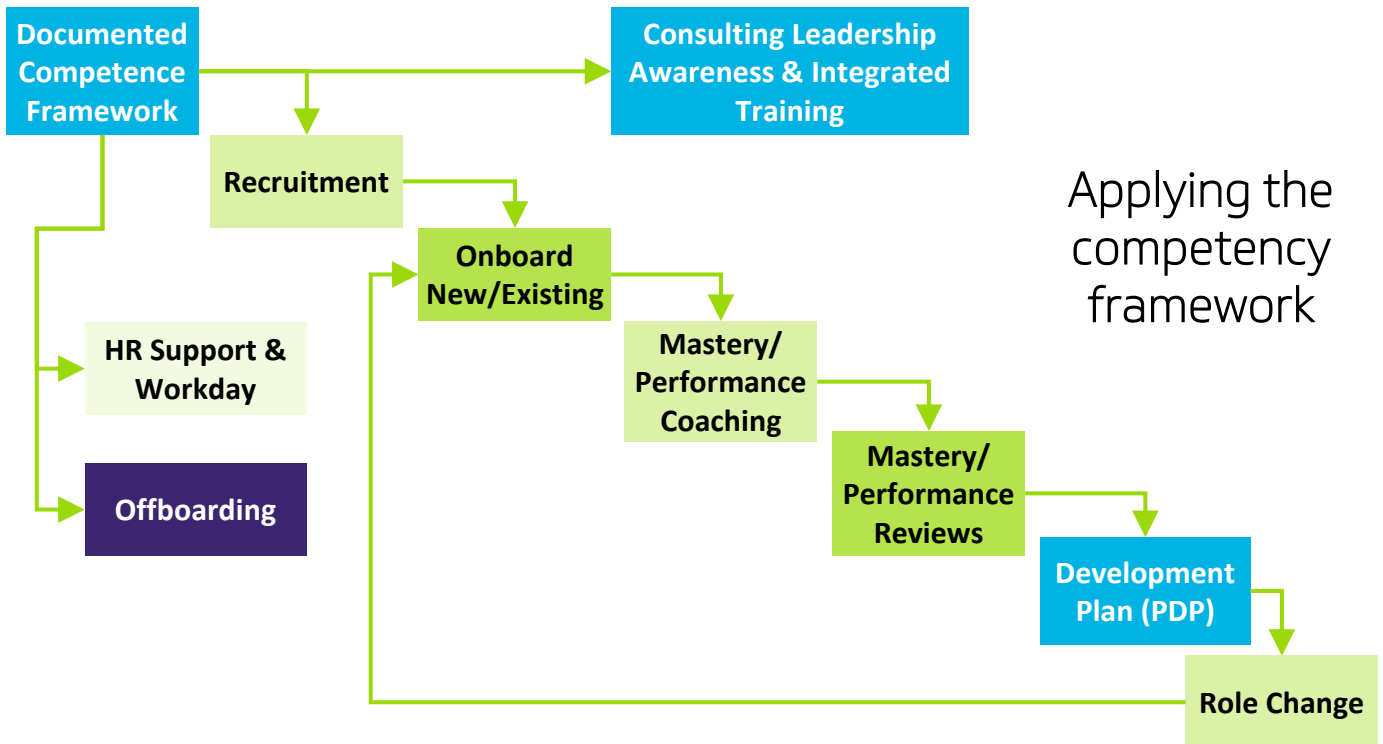 Documented
Competence
Framework
Consulting Leadership
Awareness & Integrated
Training
Recruitment
Applying the
competency
framework
Onboard
New/Existing
HR Support &
Workday
Mastery/
Performance
Coaching
Offboarding
Mastery/
Performance
Reviews
Development
Plan (PDP)
Role Change